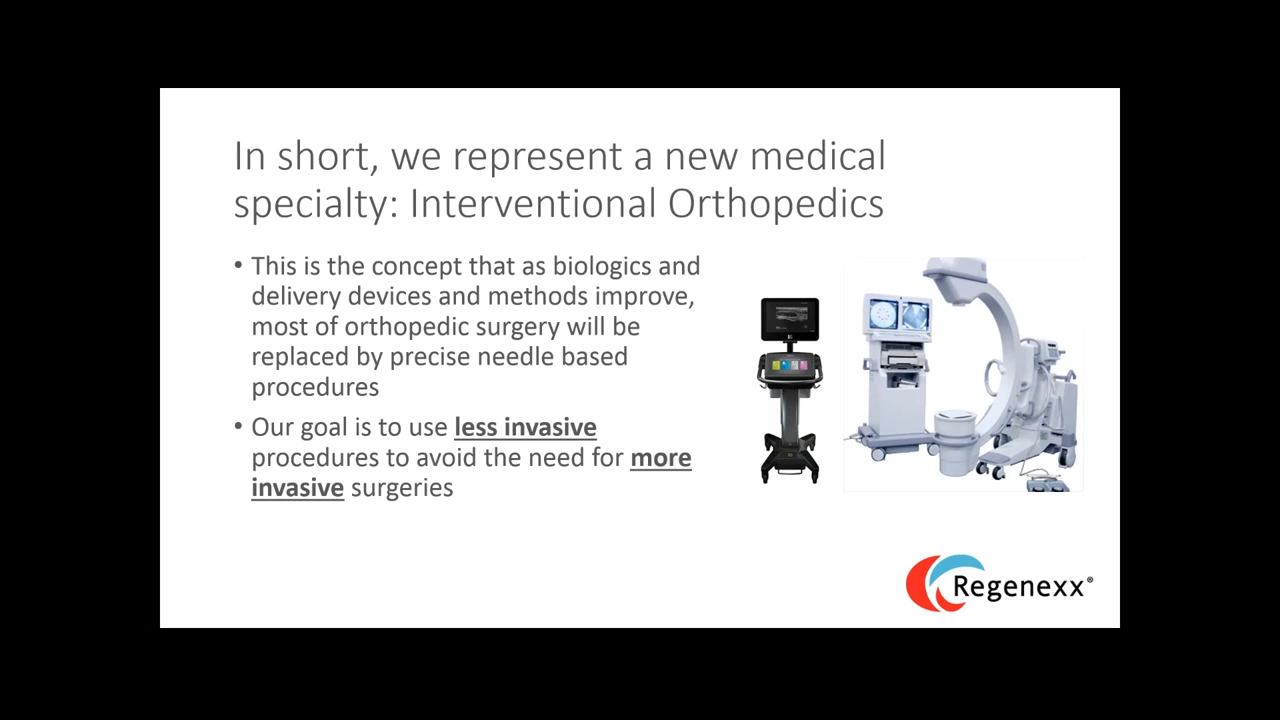 In short, we represent a new medical
specialty: Interventional Orthopedics
• This is the concept that as biologics and
delivery devices and methods improve,
most of orthopedic surgery will be
replaced by precise needle based
procedures
• Our goal is to use less invasive
procedures to avoid the need for more
invasive surgeries
Regenexx®